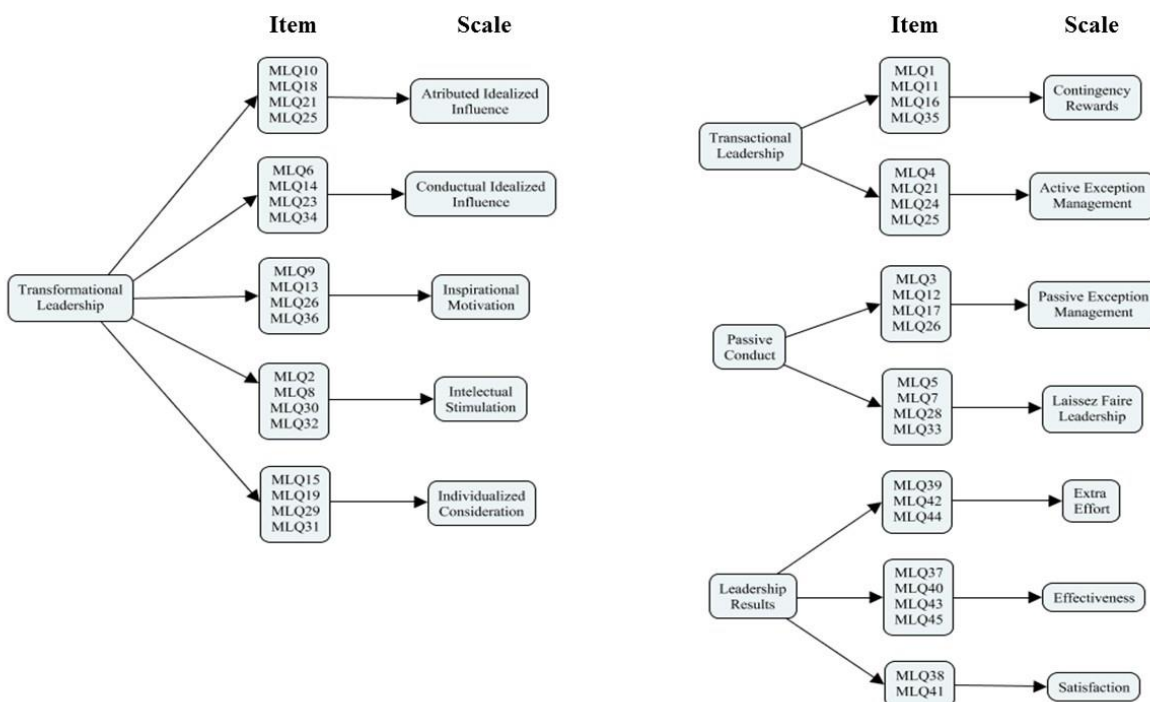 Item Scale
MLQ10
MLQ18
MLQ21
MLQ25
Atributed Idealized
Influence
MLQ6
MLQ14
MLQ23
MLQ34
Conductual Idealized
Influence
Transformational
Leadership
MLQ9
MLQ13
MLQ26
MLQ36
Inspirational
Motivation
MLQ2
MLQ8
MLQ30
MLQ32
Intelectual
Stimulation
MLQ15
MLQ19
MLQ29
MLQ31
Individualized
Consideration
Item Scale
Transactional
Leadership
MLQ1
MLQ11
MLQ16
MLQ35
Contingency
Rewards
MLQ4
MLQ21
MLQ24
MLQ25
Active Exception
Management
Passive
Conduct
MLQ3
MLQ12
MLQ17
MLQ26
Passive Exception
Management
MLQ5
MLQ7
MLQ28
MLQ33
Laissez Faire
Leadership
Leadership
Results
MLQ39
MLQ42
MLQ44
Extra
Effort
MLQ37
MLQ40
MLQ43
MLQ45
Effectiveness
MLQ38
MLQ41
Satisfaction